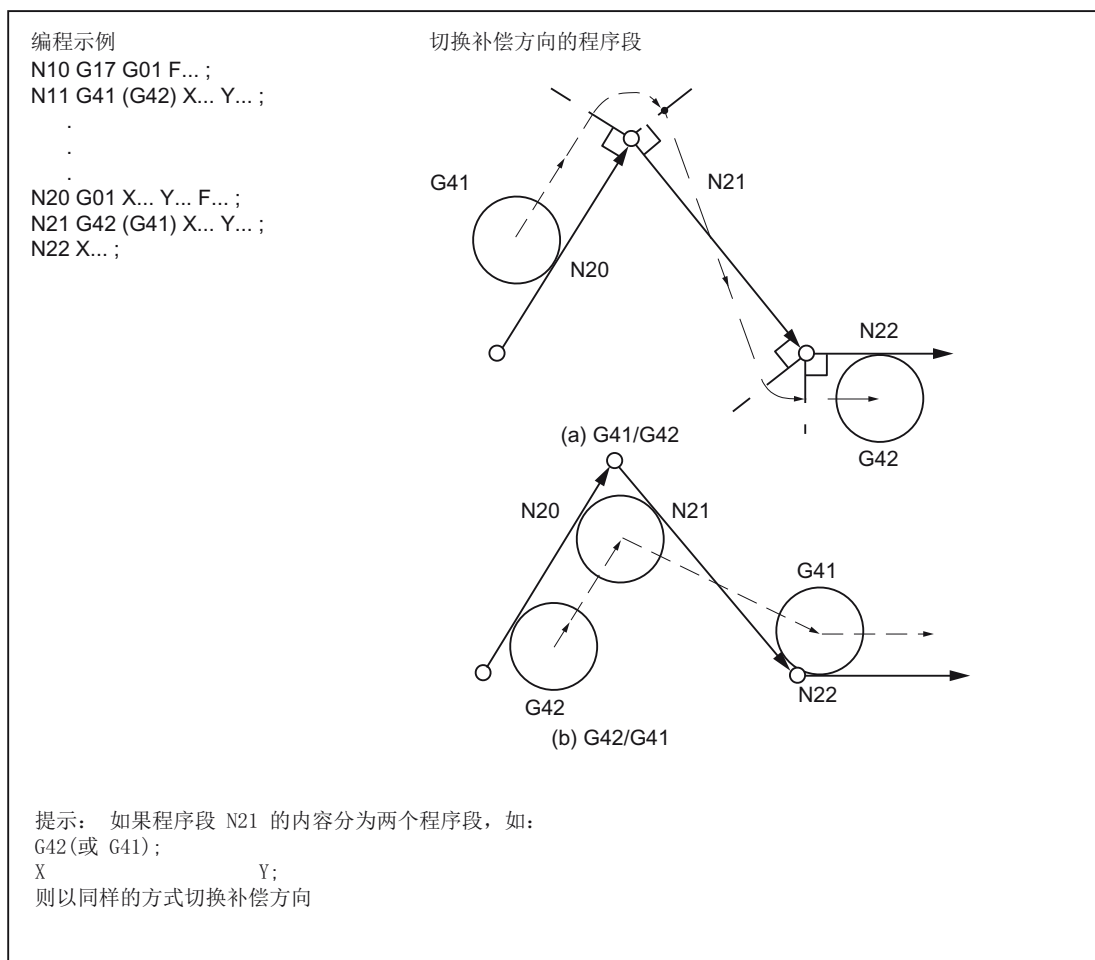 编程示例
切换补偿方向的程序段
N10 G17 G01 F... ;
N11 G41 (G42) X... Y... ;
.
.
.
N20 G01 X... Y... F... ;
N21 G42 (G41) X... Y... ;
N22 X... ;
G41
N21
N20
N22
(a) G41/G42
G42
N20
N21
G41
G42
N22
(b) G42/G41
提示： 如果程序段 N21 的内容分为两个程序段，如：
G42(或 G41);
X Y;
则以同样的方式切换补偿方向